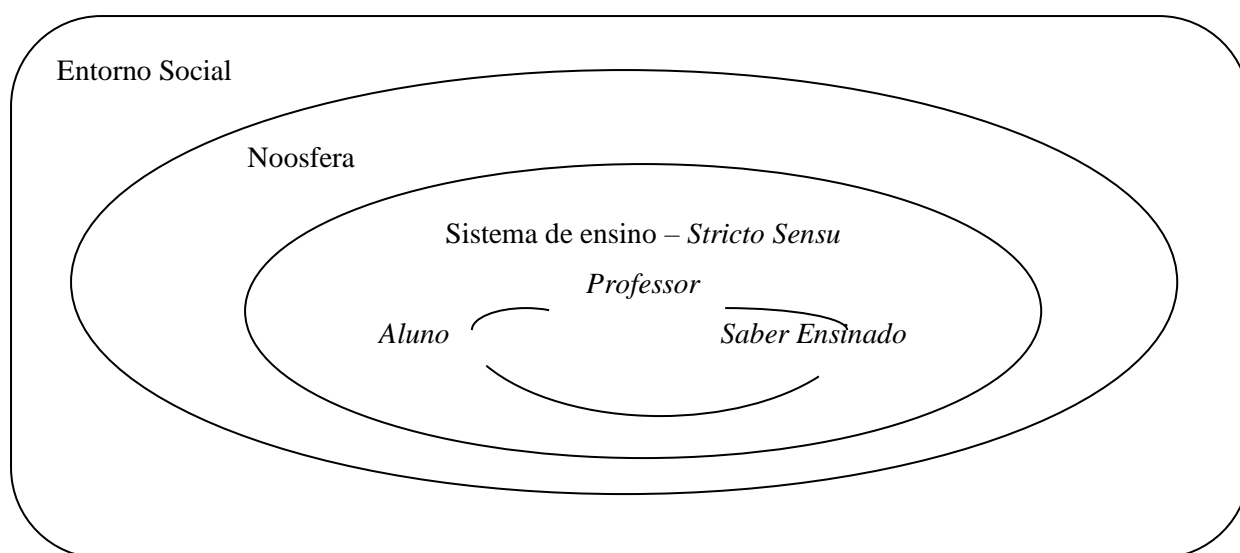 Entorno Social
Noosfera
Sistema de ensino – Stricto Sensu
Professor
Aluno
Saber Ensinado